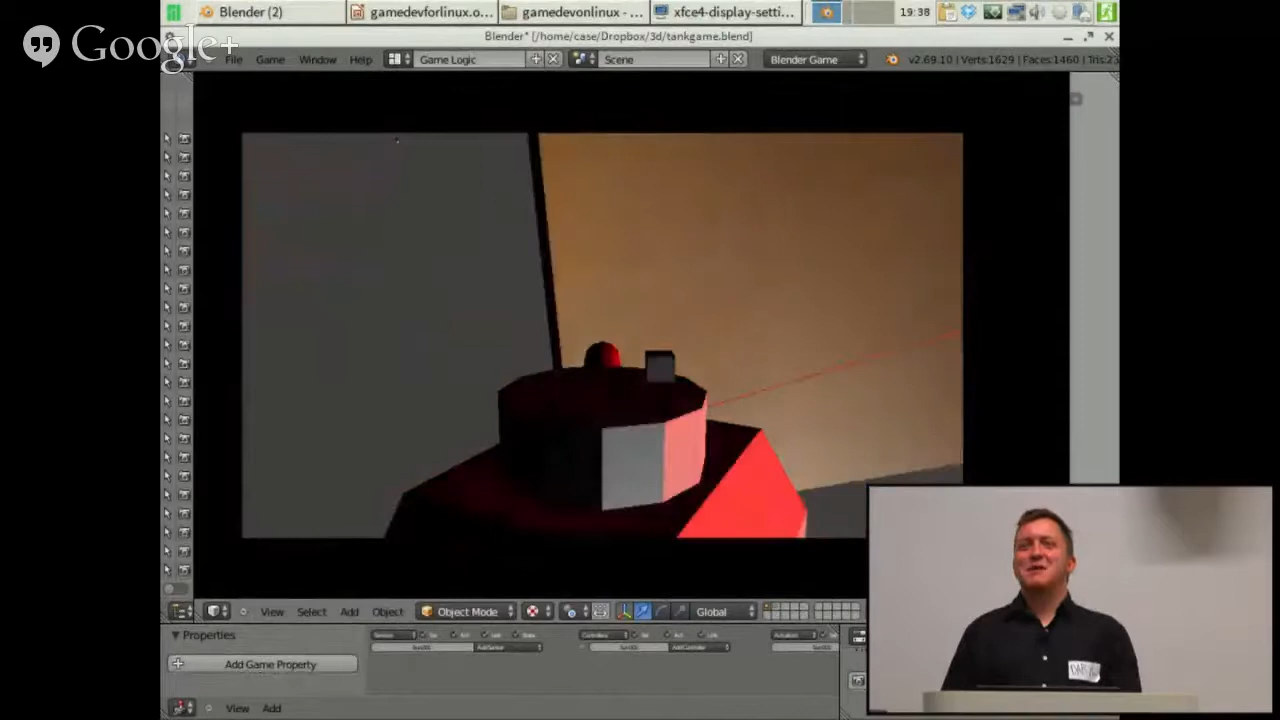 Google+
Blender (2)
gamedevforlinux.o...
gamedevonlinux - ...
xfce4-display-setti...
19:38
Blender* [/home/case/Dropbox/3d/tankgame.blend]
File Game Window Help Game Logic Scene Blender Game v2.69.10 | Verts:1629 | Faces:1460 | Tris:23
View Select Add Object Object Mode Global
Properties
Add Game Property
View Add